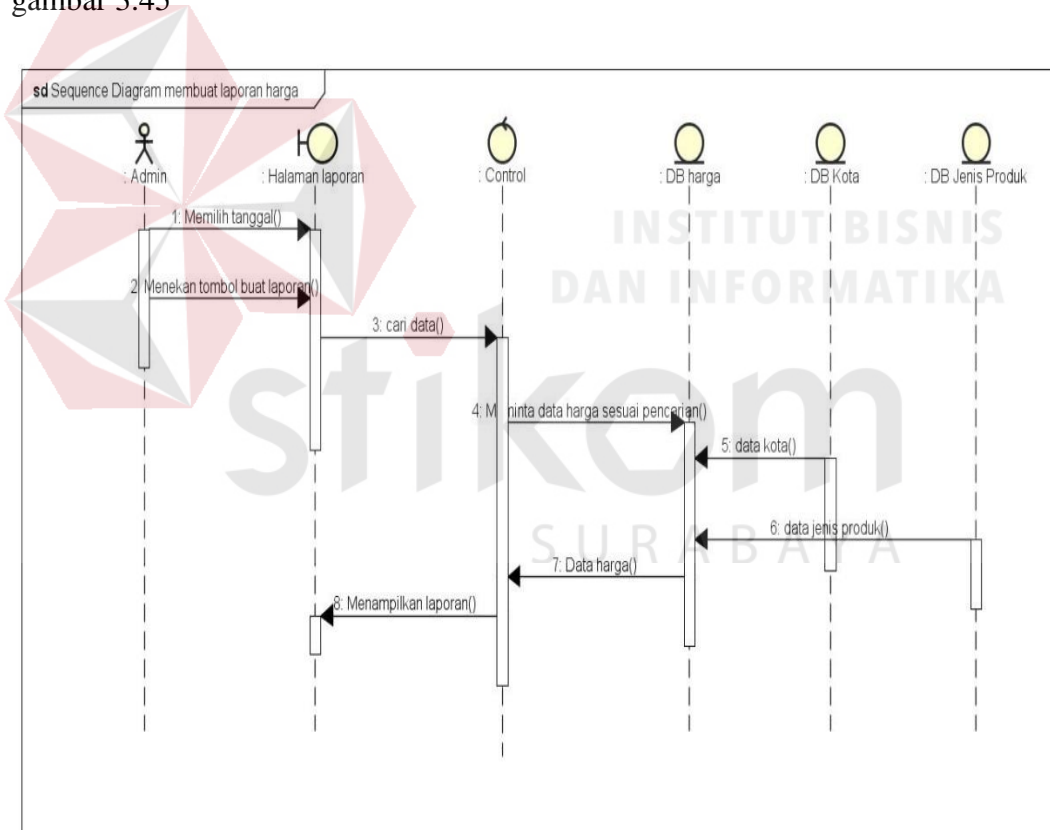 gambar 3.45
sd Sequence Diagram membuat laporan harga
: Admin
: Halaman laporan
: Control
: DB harga
: DB Kota
: DB Jenis Produk
INSTITUT BISNIS
DAN INFORMATIKA
1: Memilih tanggal()
2: Menekan tombol buat laporan()
3: cari data()
stikom
4: Meminta data harga sesuai pencarian()
5: data kota()
6: data jenis produk()
SURABAYA
7: Data harga()
8: Menampilkan laporan()